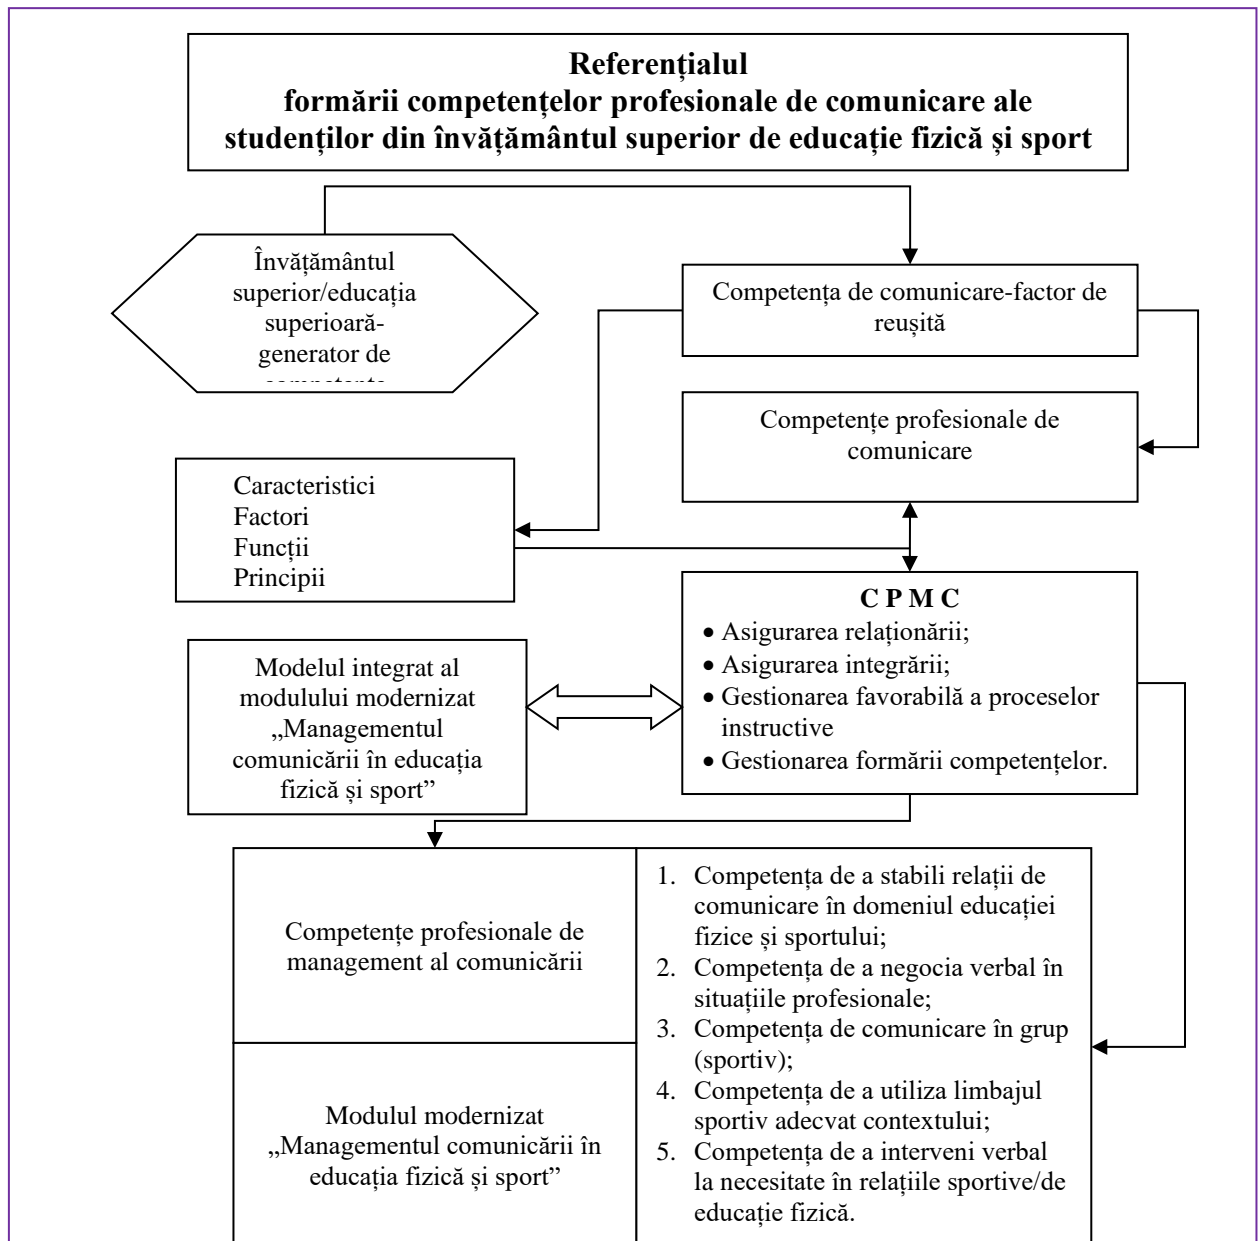 Referențialul
formării competențelor profesionale de comunicare ale
studenților din învățământul superior de educație fizică și sport
Învățământul
superior/educația
superioară-
generator de
Competența de comunicare-factor de
reușită
Competențe profesionale de
comunicare
Caracteristici
Factori
Funcții
Principii
C P M C
• Asigurarea relaționării;
• Asigurarea integrării;
• Gestionarea favorabilă a proceselor
instructive
• Gestionarea formării competențelor.
Modelul integrat al
modulului modernizat
„Managementul
comunicării în educația
fizică și sport”
Competențe profesionale de
management al comunicării
Modulul modernizat
„Managementul comunicării în
educația fizică și sport”
1. Competența de a stabili relații de
comunicare în domeniul educației
fizice și sportului;
2. Competența de a negocia verbal în
situațiile profesionale;
3. Competența de comunicare în grup
(sportiv);
4. Competența de a utiliza limbajul
sportiv adecvat contextului;
5. Competența de a interveni verbal
la necesitate în relațiile sportive/de
educație fizică.